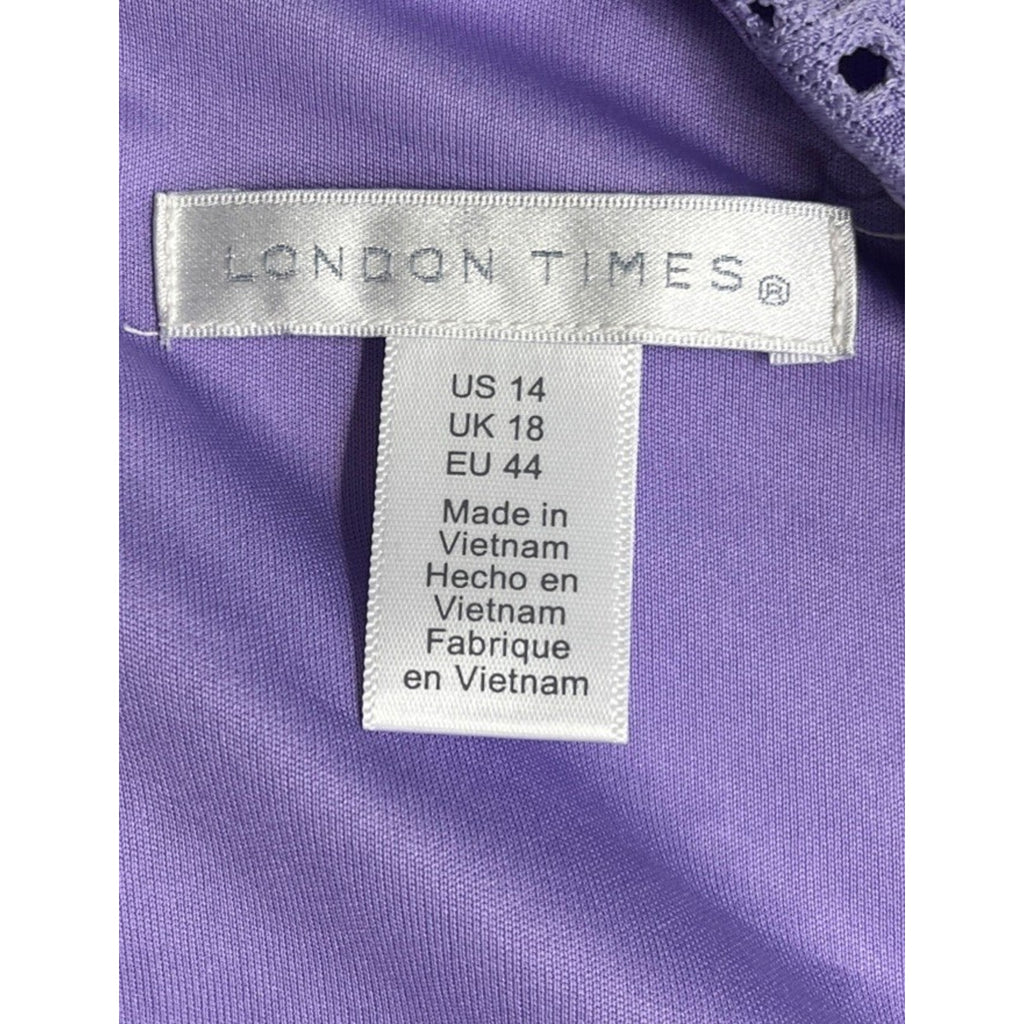 LONDON TIMES®
US 14
UK 18
EU 44
Made in
Vietnam
Hecho en
Vietnam
Fabrique
en Vietnam